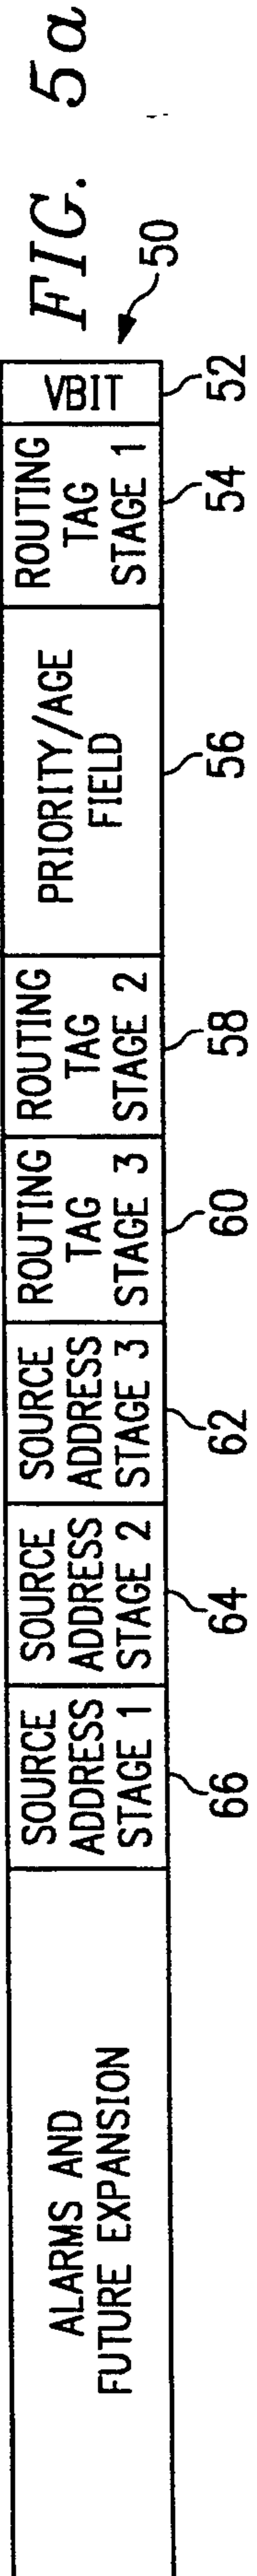 FIG. 5a
50
ALARMS AND
FUTURE EXPANSION
SOURCE
ADDRESS
STAGE 1
66
SOURCE
ADDRESS
STAGE 2
64
SOURCE
ADDRESS
STAGE 3
62
ROUTING
TAG
STAGE 3
60
ROUTING
TAG
STAGE 2
58
PRIORITY/AGE
FIELD
56
ROUTING
TAG
STAGE 1
54
VBIT
52